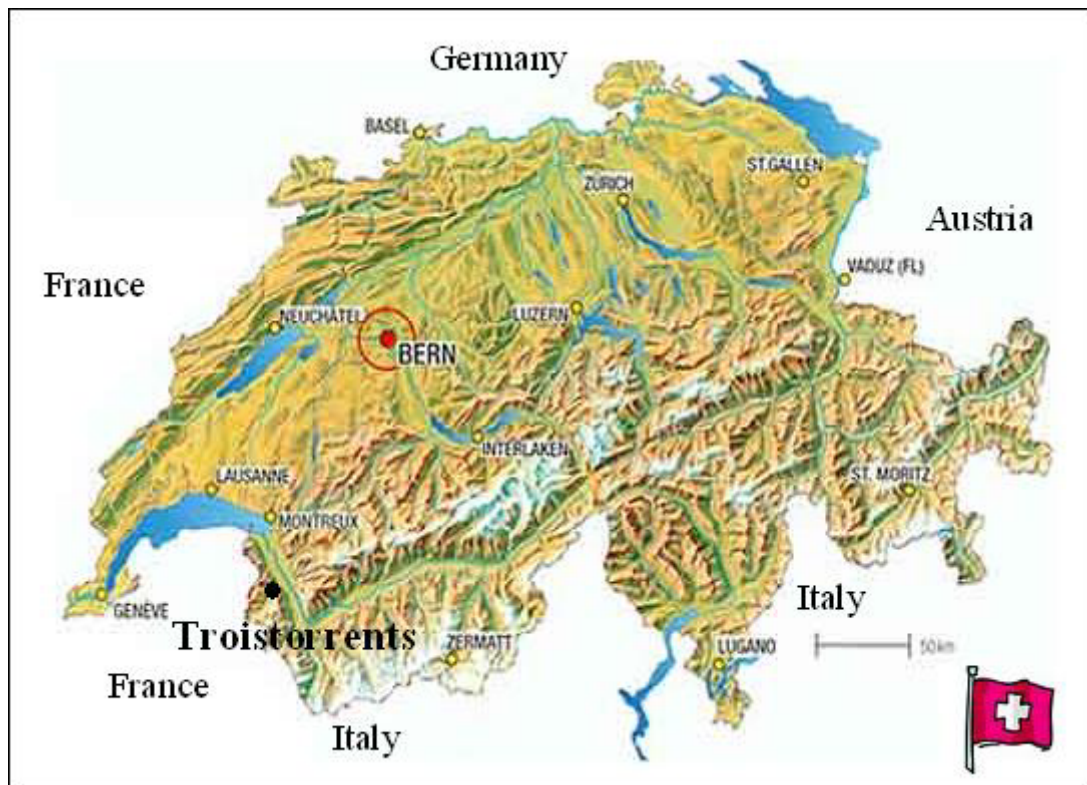 Germany
BASEL
ST.GALLEN
ZÜRICH
Austria
VADUZ (FL)
France
NEUCHÂTEL
LUZERN
BERN
INTERLAKEN
LAUSANNE
ST. MORITZ
MONTREUX
GENÈVE
Italy
Troistorrents
ZERMATT
LUGANO
50km
France
Italy